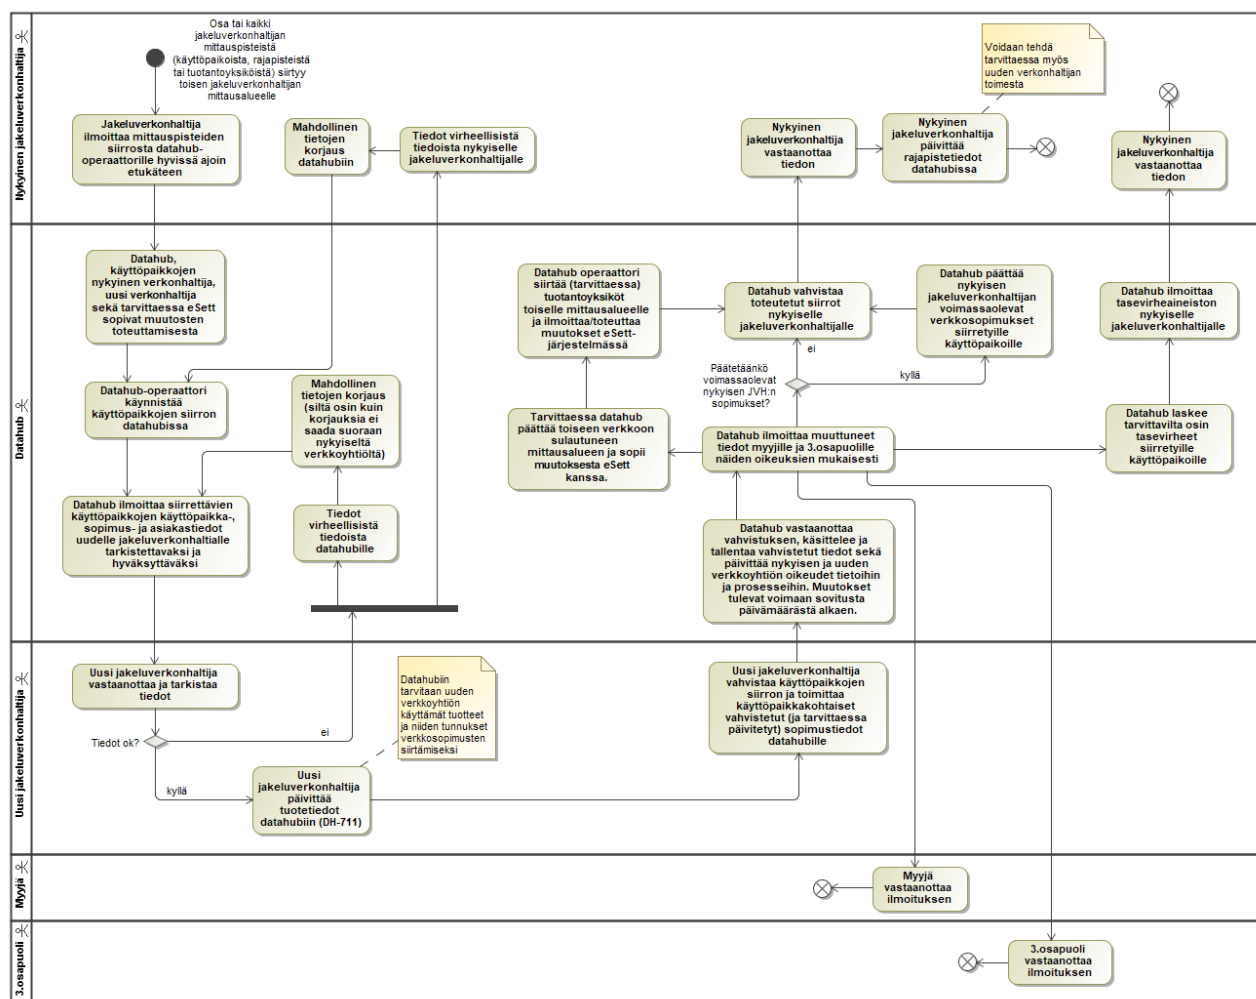 Nykyinen jakeluverkonhaltija
Osa tai kaikki
jakeluverkonhaltijan
mittauspisteistä
(käyttöpaikoista, rajapisteistä
tai tuotantoyksiköistä) siirtyy
toisen jakeluverkonhaltijan
mittausalueelle
Jakeluverkonhaltija
ilmoittaa mittauspisteiden
siirrosta datahub-
operaattorille hyvissä ajoin
etukäteen
Mahdollinen
tietojen
korjaus
datahubiin
Tiedot virheellisistä
tiedoista nykyiselle
jakeluverkonhaltijalle
Nykyinen
jakeluverkonhaltija
vastaanottaa
tiedon
Nykyinen
jakeluverkonhaltija
päivittää
rajapistetiedot
datahubissa
Voidaan tehdä
tarvittaessa myös
uuden verkonhaltijan
toimesta
Nykyinen
jakeluverkonhaltija
vastaanottaa
tiedon
Datahub
Datahub,
käyttöpaikkojen
nykyinen verkonhaltija,
uusi verkonhaltija
sekä tarvittaessa eSett
sopivat muutosten
toteuttamisesta
Datahub-operaattori
käynnistää
käyttöpaikkojen siirron
datahubissa
Datahub ilmoittaa siirrettävien
käyttöpaikkojen käyttöpaikka-,
sopimus- ja asiakastiedot
uudelle jakeluverkonhaltialle
tarkistettavaksi ja
hyväksyttäväksi
Mahdollinen
tietojen korjaus
(siltä osin kuin
korjauksia ei
saada suoraan
nykyiseltä
verkkoyhtiöltä)
Tiedot
virheellisistä
tiedoista
datahubille
Datahub operaattori
siirtää (tarvittaessa)
tuotantoyksiköt
toiselle mittausalueelle
ja ilmoittaa/toteuttaa
muutokset eSett-
järjestelmässä
Datahub vahvistaa
toteutetut siirrot
nykyiselle
jakeluverkonhaltijalle
Datahub päättää
nykyisen
jakeluverkonhaltijan
voimassaolevat
verkkosopimukset
siirretyille
käyttöpaikoille
Datahub ilmoittaa
tasevirheaineiston
nykyiselle
jakeluverkonhaltijalle
ei
Päätetäänkö
voimassaolevat
nykyisen JVH:n
sopimukset?
kyllä
Tarvittaessa datahub
päättää toiseen verkkoon
sulautuneen
mittausalueen ja sopii
muutoksesta eSett
kanssa.
Datahub ilmoittaa muuttuneet
tiedot myyjille ja 3.osapuolille
näiden oikeuksien mukaisesti
Datahub laskee
tarvittavilta osin
tasevirheet
siirretyille
käyttöpaikoille
Datahub vastaanottaa
vahvistuksen, käsittelee ja
tallentaa vahvistetut tiedot sekä
päivittää nykyisen ja uuden
verkkoyhtiön oikeudet tietoihin
ja prosesseihin. Muutokset
tulevat voimaan sovitusta
päivämäärästä alkaen.
Uusi jakeluverkonhaltija
Uusi jakeluverkonhaltija
vastaanottaa ja tarkistaa
tiedot
Tiedot ok?
ei
kyllä
Uusi
jakeluverkonhaltija
päivittää
tuotetiedot
datahubiin (DH-711)
Datahubiin
tarvitaan uuden
verkkoyhtiön
käyttämät tuotteet
ja niiden tunnukset
verkkosopimusten
siirtämiseksi
Uusi jakeluverkonhaltija
vahvistaa käyttöpaikkojen
siirron ja toimittaa
käyttöpaikkakohtaiset
vahvistetut (ja tarvittaessa
päivitetyt) sopimustiedot
datahubille
Myyjä
Myyjä
vastaanottaa
ilmoituksen
3.osapuoli
3.osapuoli
vastaanottaa
ilmoituksen